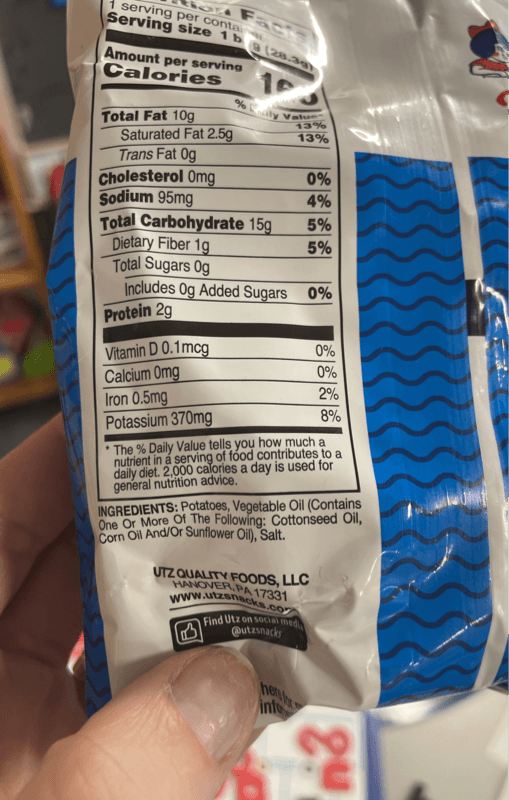 1 serving per
Serving size 1 b g (28.3g)
Amount per serving
Calories
% Value
13%
Total Fat 10g
Saturated Fat 2.5g 13%
Trans Fat 0g
Cholesterol 0mg 0%
Sodium 95mg 4%
Total Carbohydrate 15g 5%
Dietary Fiber 1g 5%
Total Sugars 0g
Includes 0g Added Sugars 0%
Protein 2g
Vitamin D 0.1mcg 0%
Calcium 0mg 0%
Iron 0.5mg 2%
Potassium 370mg 8%
* The % Daily Value tells you how much a
nutrient in a serving of food contributes to a
daily diet. 2,000 calories a day is used for
general nutrition advice.
INGREDIENTS: Potatoes, Vegetable Oil (Contains
One Or More Of The Following: Cottonseed Oil,
Corn Oil And/Or Sunflower Oil), Salt.
UTZ QUALITY FOODS, LLC
HANOVER, PA 17331
www.utzsnacks.co
Find Utz on social media
@utzsnacks